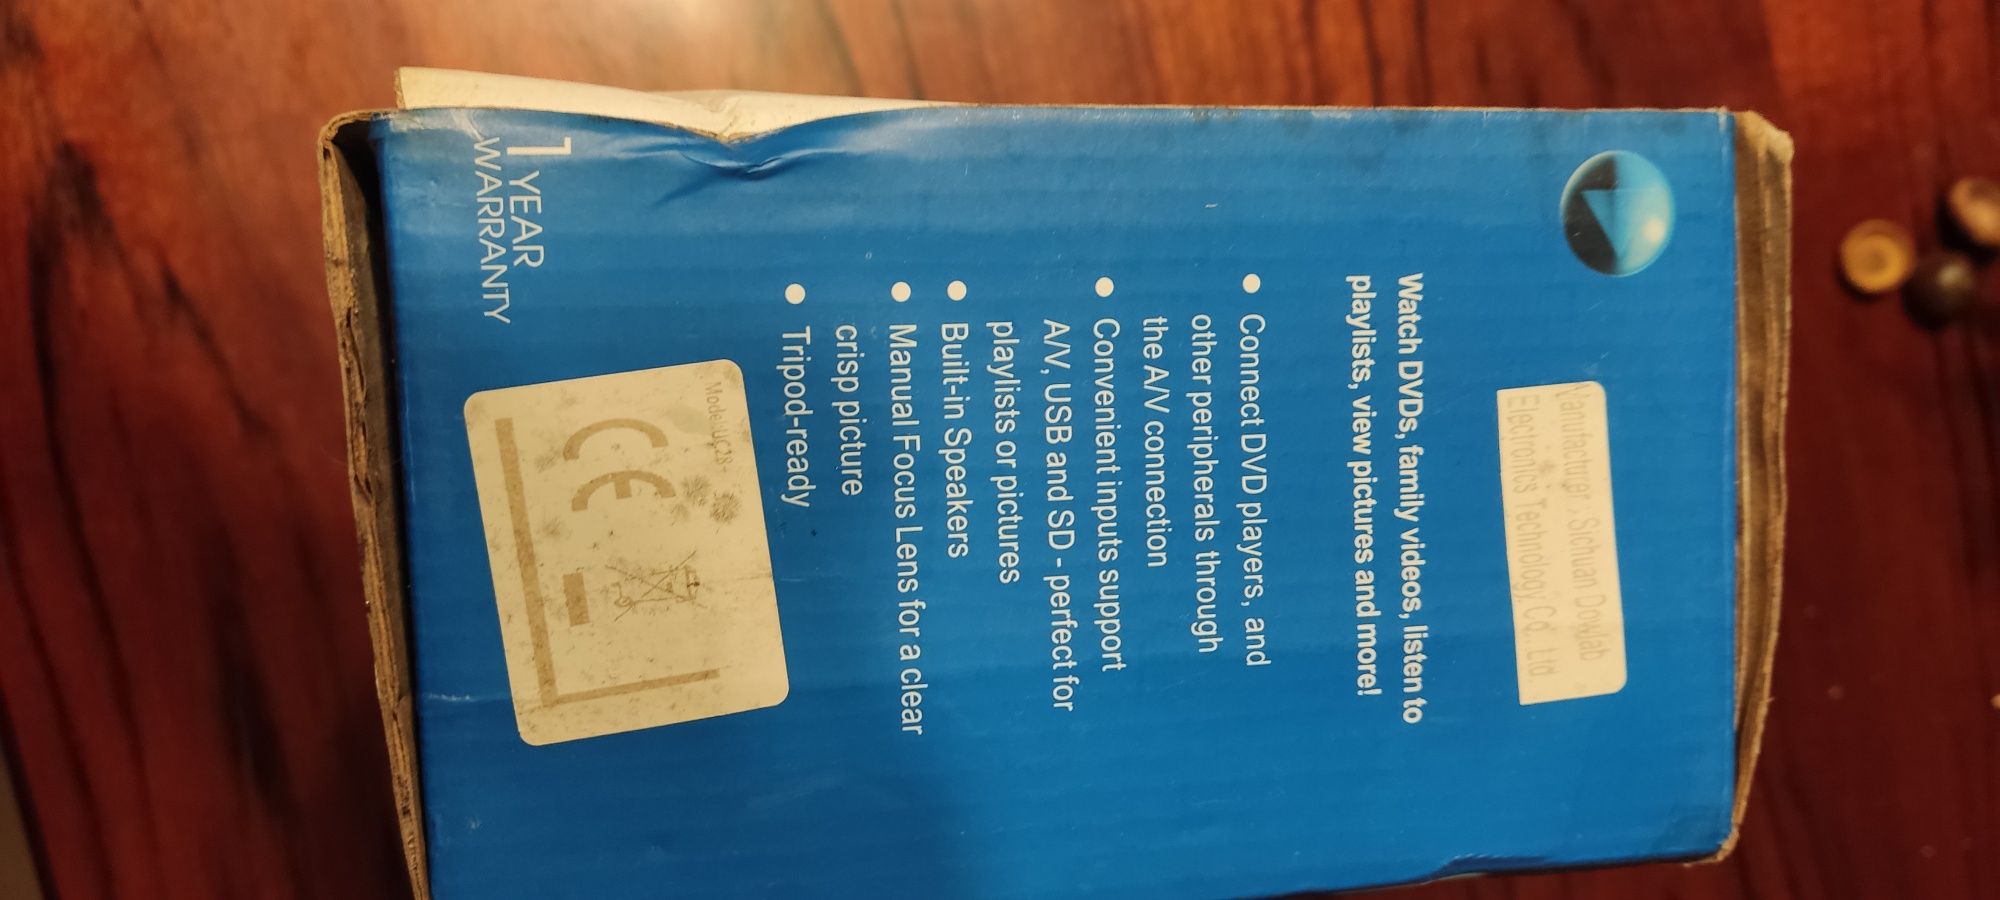 Manufacturer : Sichuan Dowlab
Electronics Technology Co. Ltd
Watch DVDs, family videos, listen to
playlists, view pictures and more!
● Connect DVD players, and
other peripherals through
the A/V connection
● Convenient inputs support
A/V, USB and SD - perfect for
playlists or pictures
● Built-in Speakers
● Manual Focus Lens for a clear
crisp picture
● Tripod-ready
Model:UC28+
CE
1 YEAR
WARRANTY